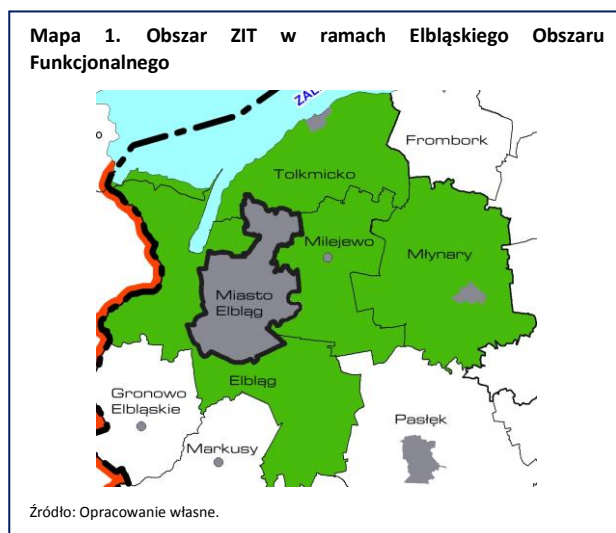 Mapa 1. Obszar ZIT w ramach Elbląskiego Obszaru
Funkcjonalnego
ZAL
Frombork
Tolkmicko
Milejewo
Młynary
Miasto
Elbląg
Elbląg
Gronowo
Elbląskie
Markusy
Pasłęk
Źródło: Opracowanie własne.